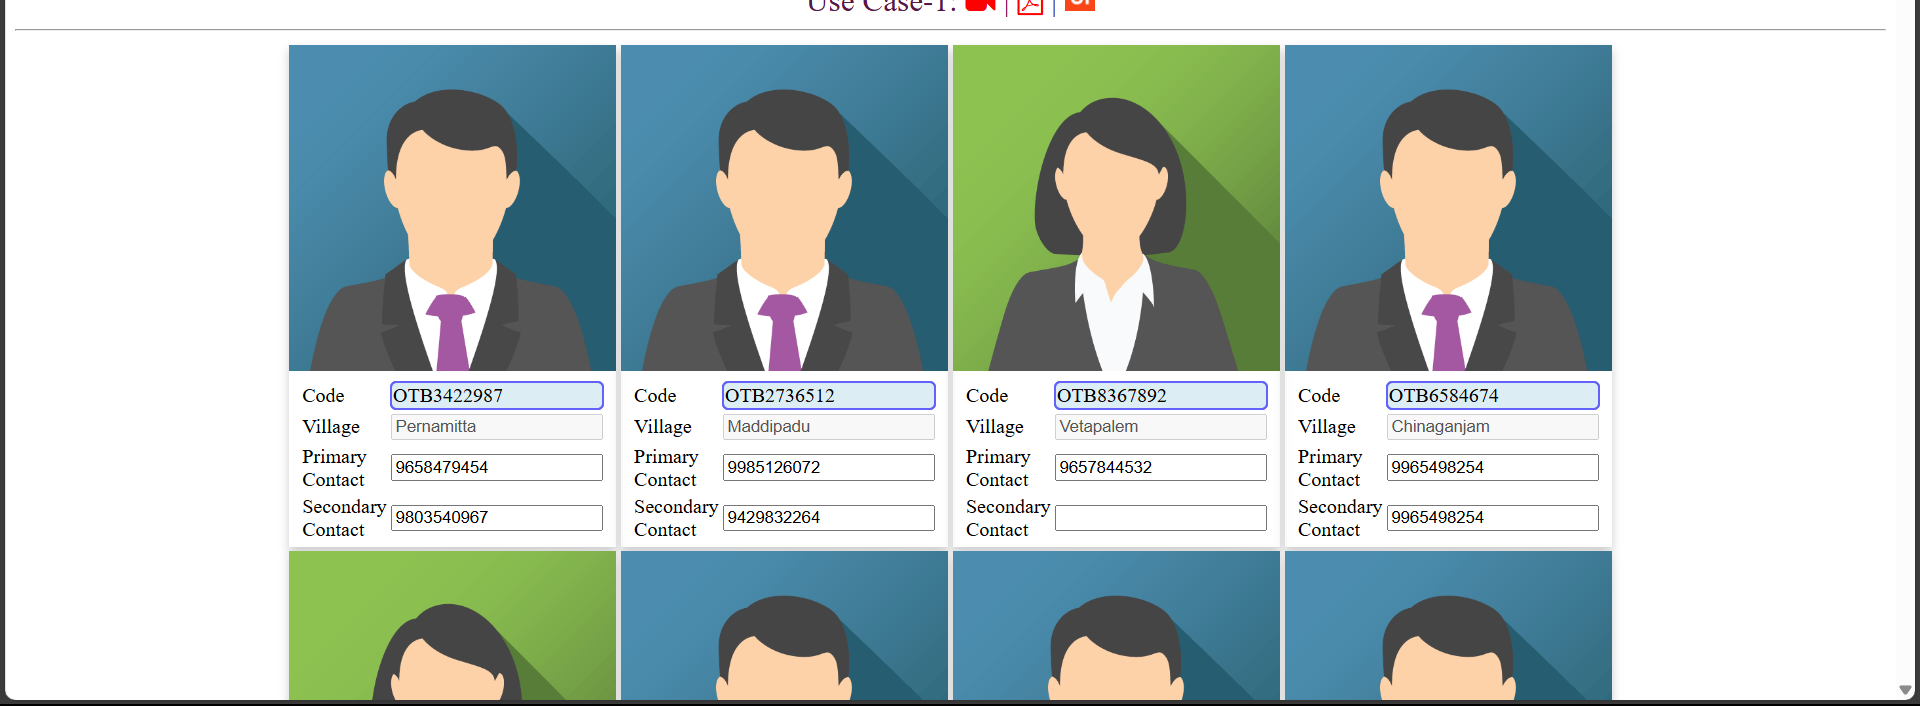 Use Case-1: | |
Code OTB3422987
Village Pernamitta
Primary Contact 9658479454
Secondary Contact 9803540967
Code OTB2736512
Village Maddipadu
Primary Contact 9985126072
Secondary Contact 9429832264
Code OTB8367892
Village Vetapalem
Primary Contact 9657844532
Secondary Contact
Code OTB6584674
Village Chinaganjam
Primary Contact 9965498254
Secondary Contact 9965498254